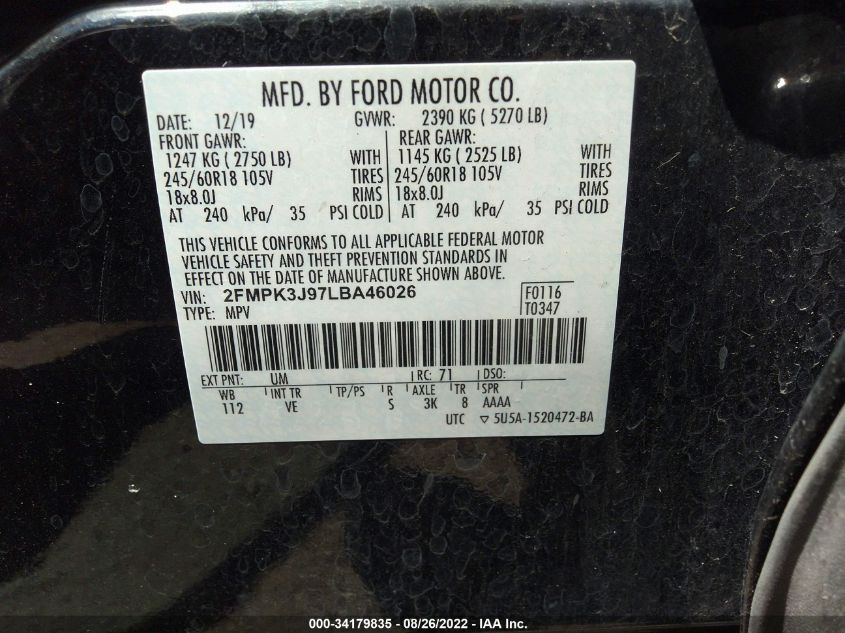 MFD. BY FORD MOTOR CO.
DATE: 12/19 GVWR: 2390 KG ( 5270 LB)
FRONT GAWR: REAR GAWR:
1247 KG ( 2750 LB) WITH 1145 KG ( 2525 LB) WITH
245/60R18 105V TIRES 245/60R18 105V TIRES
18x8.0J RIMS 18x8.0J RIMS
AT 240 kPa/ 35 PSI COLD AT 240 kPa/ 35 PSI COLD
THIS VEHICLE CONFORMS TO ALL APPLICABLE FEDERAL MOTOR
VEHICLE SAFETY AND THEFT PREVENTION STANDARDS IN
EFFECT ON THE DATE OF MANUFACTURE SHOWN ABOVE.
VIN: 2FMPK3J97LBA46026 F0116
TYPE: MPV T0347
EXT PNT: UM RC: 71 DSO:
WB INT TR TP/PS R AXLE TR SPR
112 VE S 3K 8 AAAA
UTC ▽ 5U5A-1520472-BA
000-34179835 - 08/26/2022 - IAA Inc.